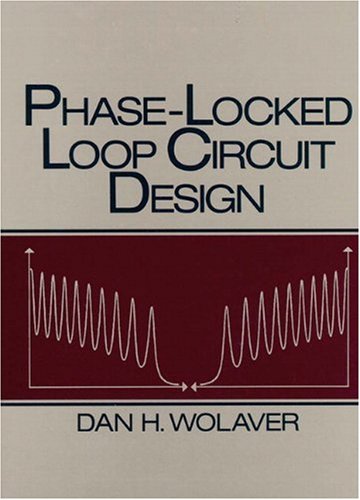 PHASE-LOCKED
LOOP CIRCUIT
DESIGN
DAN H. WOLAVER